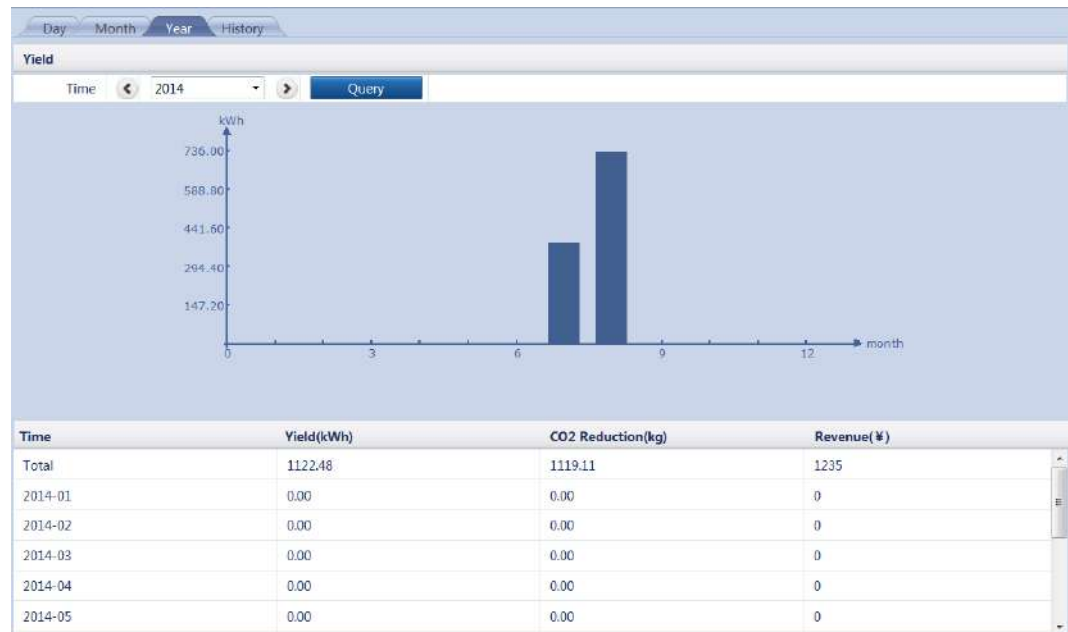 Day Month Year History
Yield
Time 2014 Query
kWh
736.00
588.80
441.60
294.40
147.20
0 3 6 9 12 month
Time Yield(kWh) CO2 Reduction(kg) Revenue(¥)
Total 1122.48 1119.11 1235
2014-01 0.00 0.00 0
2014-02 0.00 0.00 0
2014-03 0.00 0.00 0
2014-04 0.00 0.00 0
2014-05 0.00 0.00 0